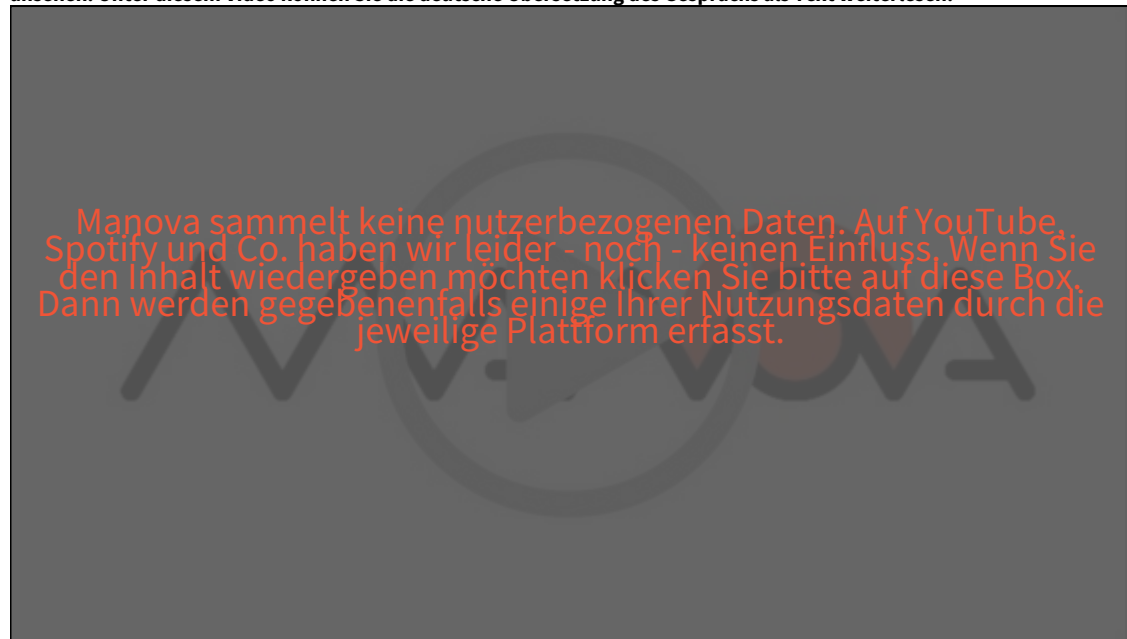 Manova sammelt keine nutzerbezogenen Daten. Auf YouTube,
Spotify und Co. haben wir leider - noch - keinen Einfluss. Wenn Sie
den Inhalt wiedergeben möchten klicken Sie bitte auf diese Box.
Dann werden gegebenenfalls einige Ihrer Nutzungsdaten durch die
jeweilige Plattform erfasst.
MANOVA